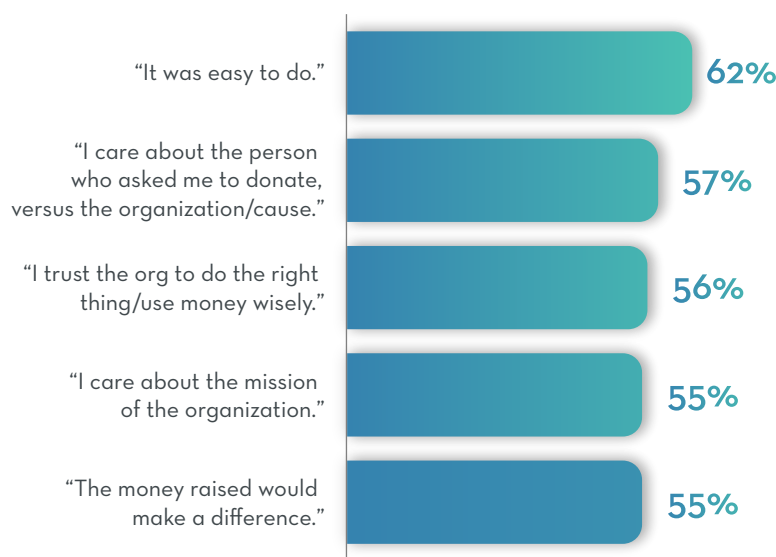 “It was easy to do.”
62%
“I care about the person
who asked me to donate,
versus the organization/cause.”
57%
“I trust the org to do the right
thing/use money wisely.”
56%
“I care about the mission
of the organization.”
55%
“The money raised would
make a difference.”
55%